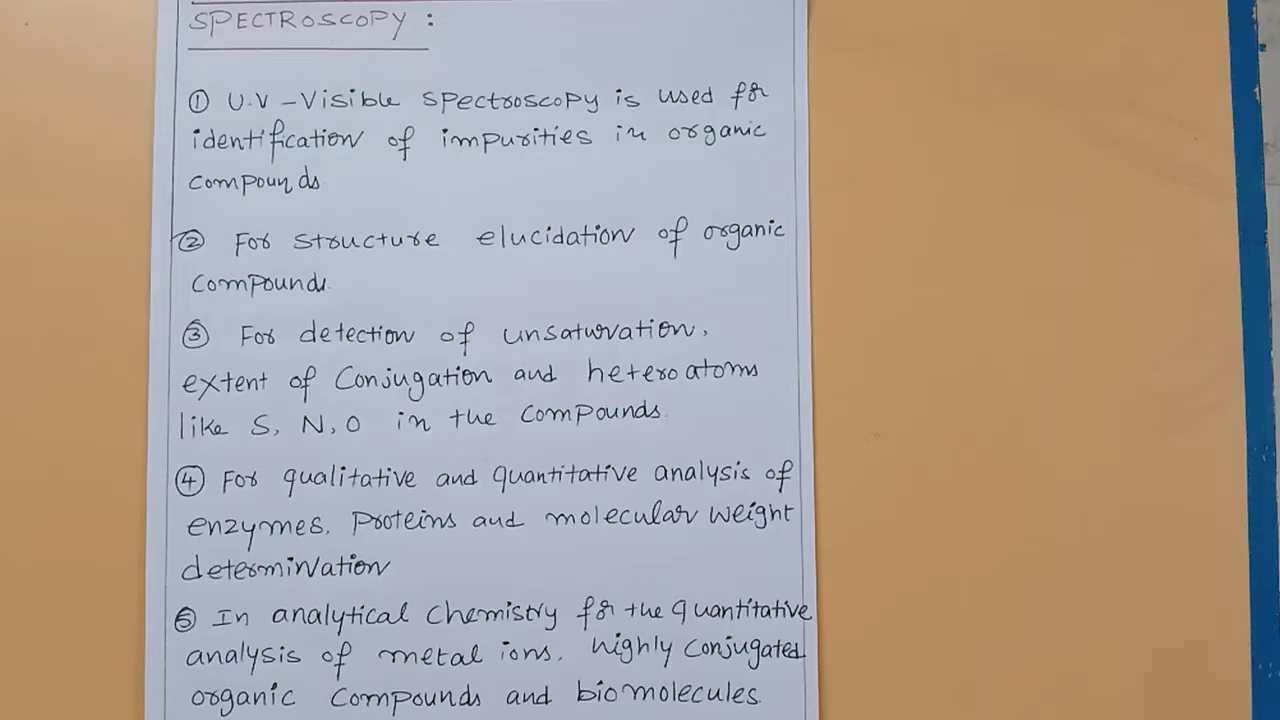 SPECTROSCOPY :
① U.V - Visible spectroscopy is used for
identification of impurities in organic
compounds.
② For structure elucidation of organic
compounds.
③ For detection of unsaturation,
extent of Conjugation and heteroatoms
like S, N, O in the compounds.
④ For qualitative and quantitative analysis of
enzymes, Proteins and molecular weight
determination
⑤ In analytical chemistry for the quantitative
analysis of metal ions, highly conjugated
organic compounds and biomolecules.